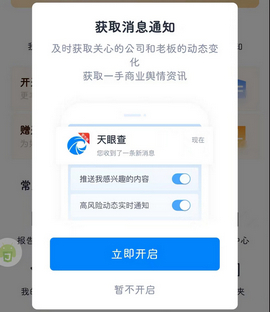 获取消息通知
及时获取关心的公司和老板的动态变
化
获取一手商业舆情资讯
天眼查
现在
您收到了一条新消息
推送我感兴趣的内容
高风险动态实时通知
立即开启
暂不开启
开
赠
常
报告
中心
我
夹